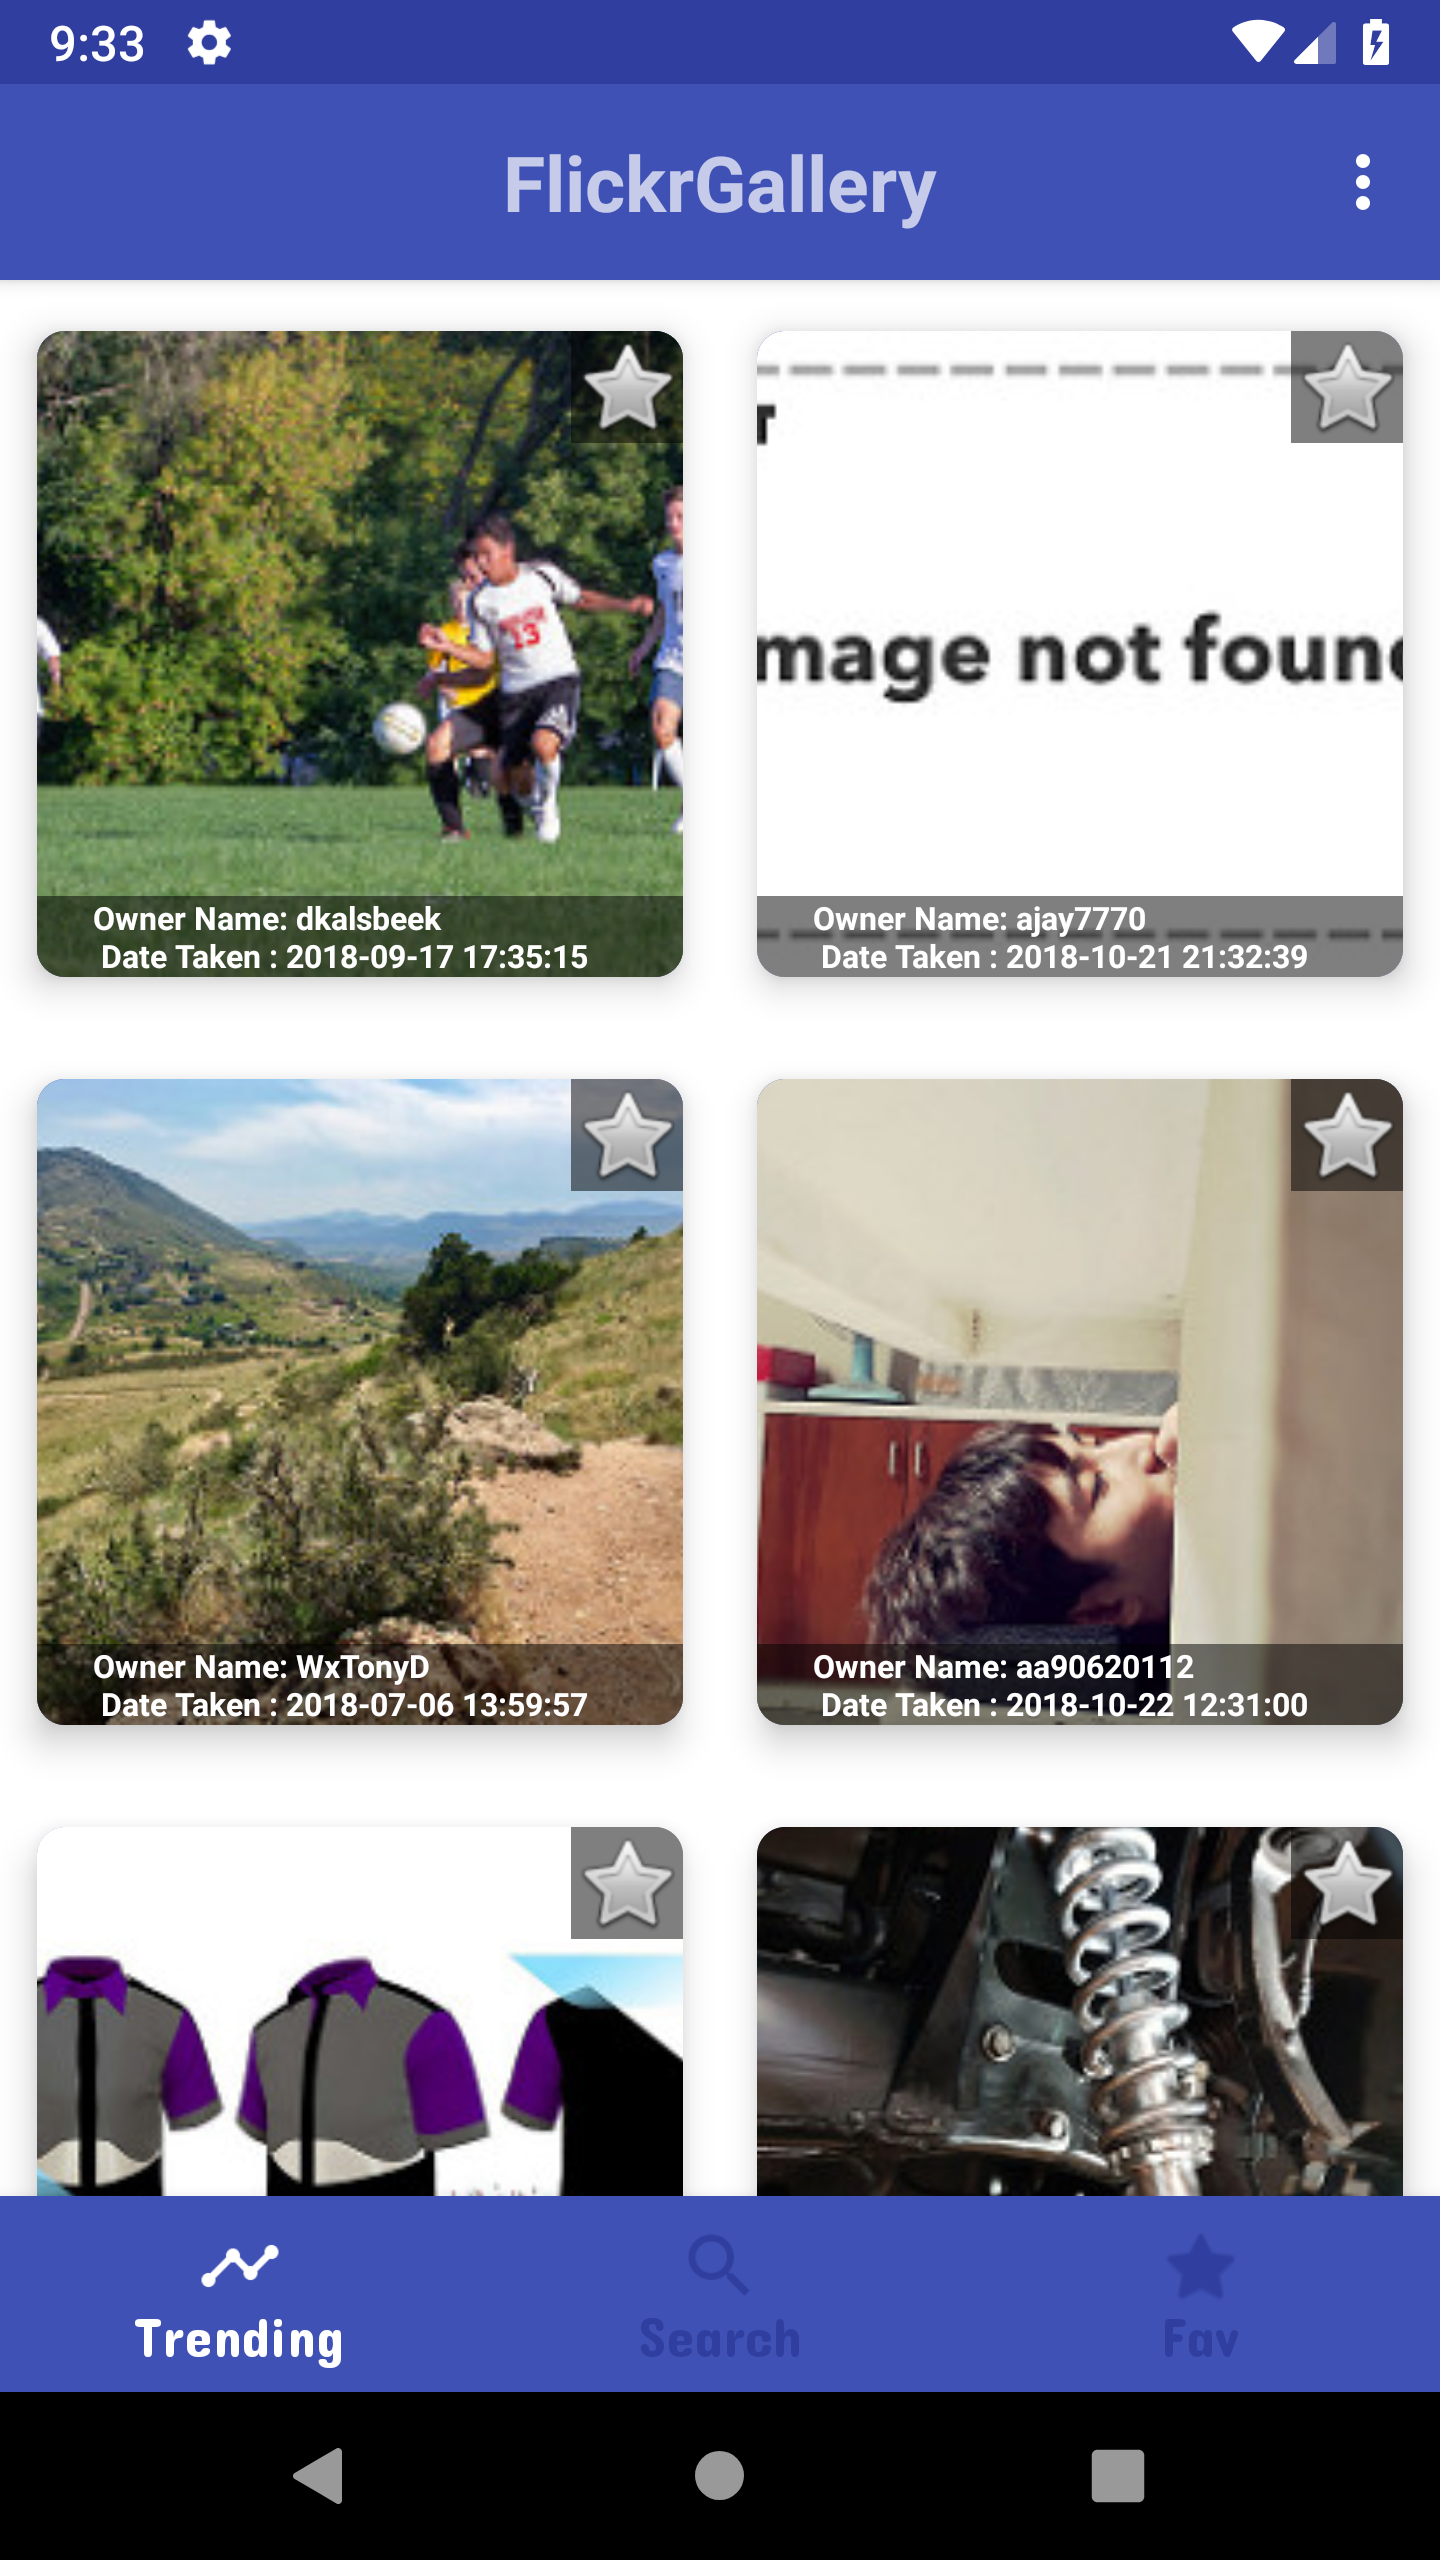 9:33
FlickrGallery
13
mage not found
Owner Name: dkalsbeek
Date Taken : 2018-09-17 17:35:15
Owner Name: ajay7770
Date Taken : 2018-10-21 21:32:39
Owner Name: WxTonyD
Date Taken : 2018-07-06 13:59:57
Owner Name: aa90620112
Date Taken : 2018-10-22 12:31:00
Trending
Search
Fav